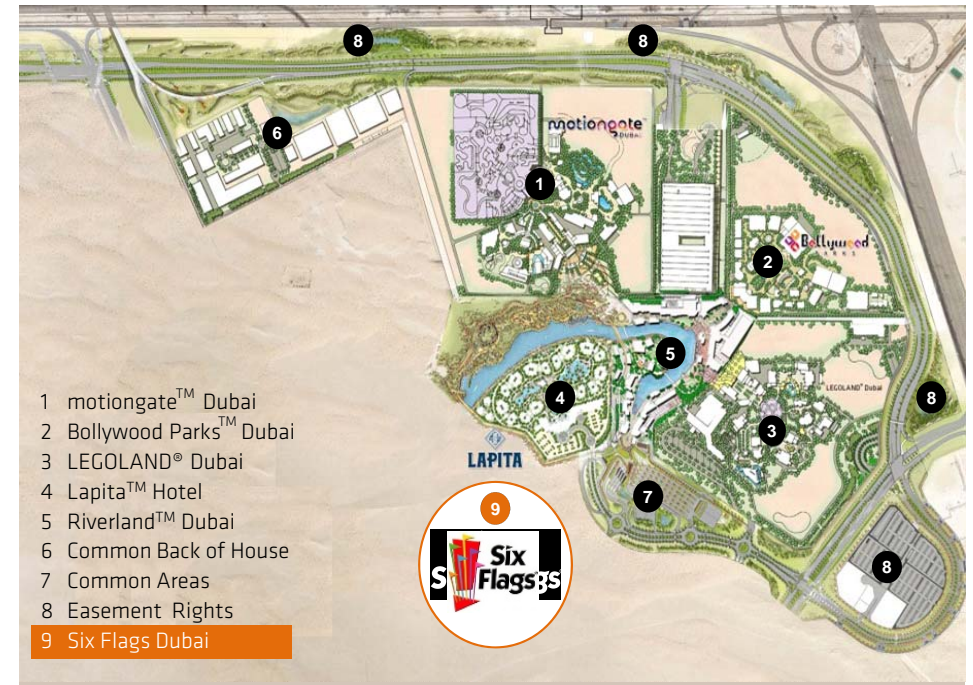 8
8
6
motiongate™
DUBAI
1
Bollywood
PARKS
2
5
LEGOLAND® Dubai
4
8
3
LAPITA
7
9
Six
Flags
8
1 motiongate™ Dubai
2 Bollywood Parks™ Dubai
3 LEGOLAND® Dubai
4 Lapita™ Hotel
5 Riverland™ Dubai
6 Common Back of House
7 Common Areas
8 Easement Rights
9 Six Flags Dubai